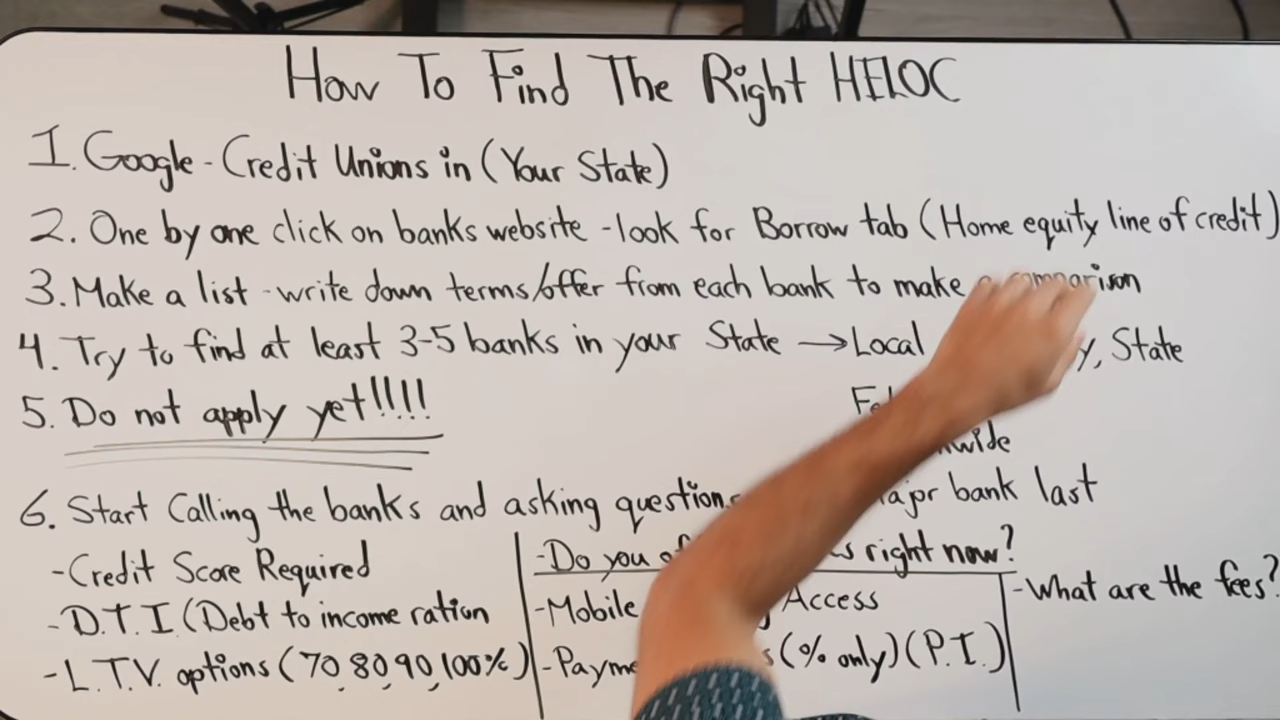 How To Find The Right HELOC
1. Google - Credit Unions in (Your State)
2. One by one click on banks website - look for Borrow tab (Home equity line of credit)
3. Make a list - write down terms/offer from each bank to make a comparison
4. Try to find at least 3-5 banks in your State → Local State
5. Do not apply yet!!!!!
6. Start Calling the banks and asking questions bank last
- Credit Score Required
- D.T.I (Debt to income ration
- L.T.V. options (70, 80, 90, 100%)
- Do you right now?
- Mobile Access
- (% only) (P.I.)
- What are the fees?